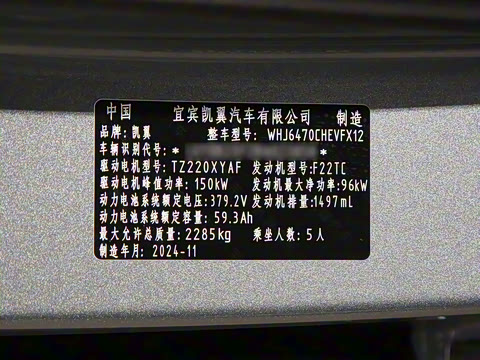 中国 宜宾凯翼汽车有限公司 制造
品牌: 凯翼 整车型号: WHJ6470CHEVFX12
车辆识别代号: * *
驱动电机型号: TZ220XYAF 发动机型号: F22TC
驱动电机峰值功率: 150kW 发动机最大净功率: 96kW
动力电池系统额定电压: 379.2V 发动机排量: 1497mL
动力电池系统额定容量: 59.3Ah
最大允许总质量: 2285kg 乘坐人数: 5人
制造年月: 2024-11